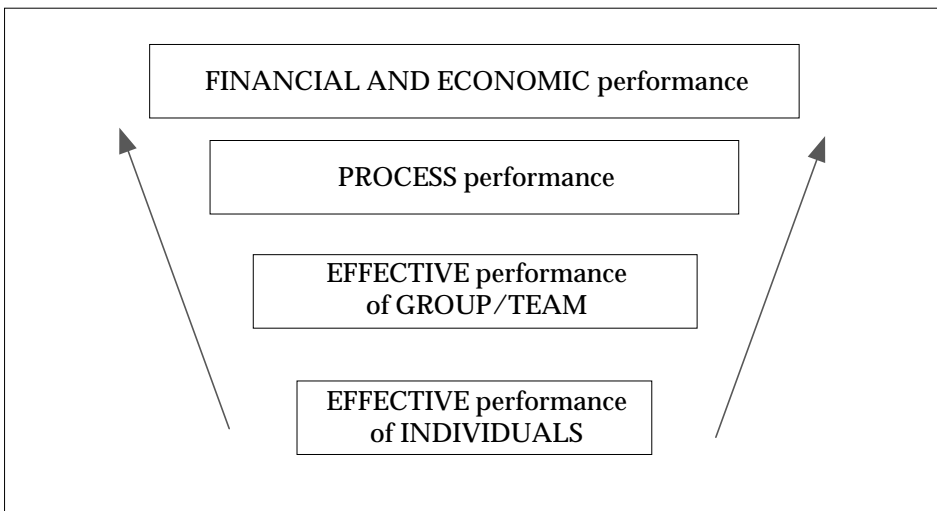 FINANCIAL AND ECONOMIC performance
PROCESS performance
EFFECTIVE performance
of GROUP/TEAM
EFFECTIVE performance
of INDIVIDUALS